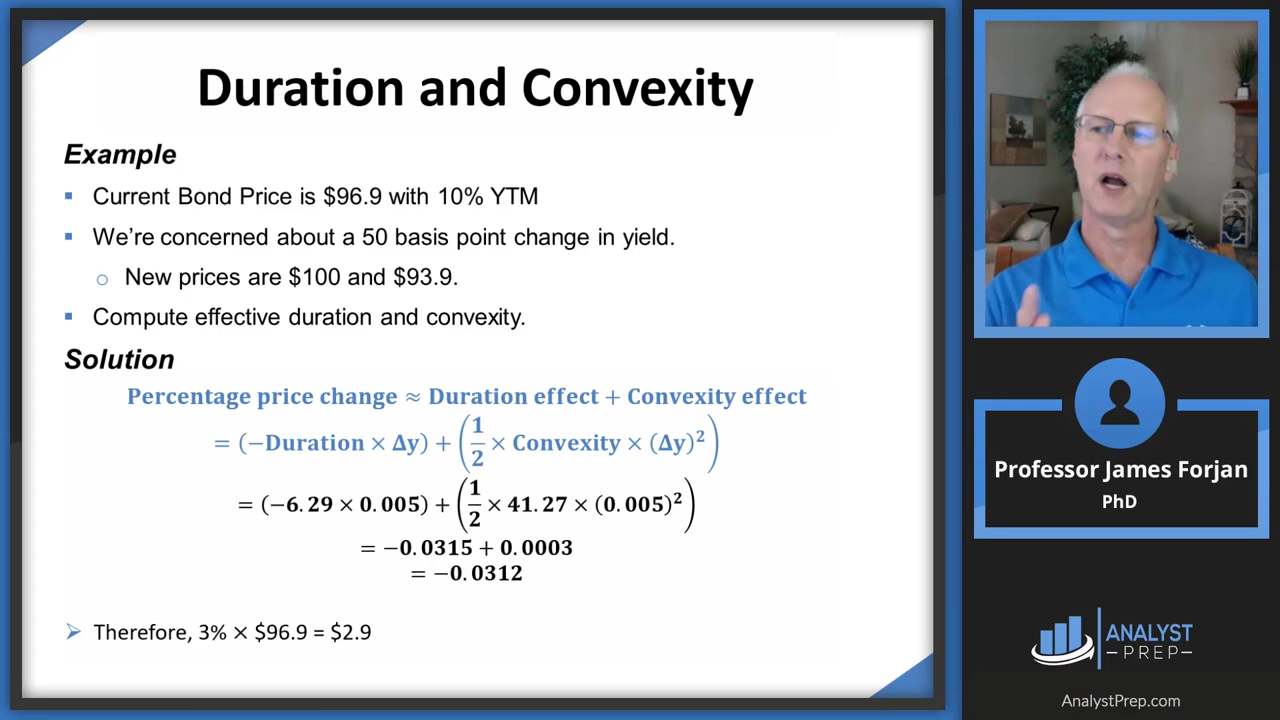 Duration and Convexity
Example
▪ Current Bond Price is $96.9 with 10% YTM
▪ We're concerned about a 50 basis point change in yield.
○ New prices are $100 and $93.9.
▪ Compute effective duration and convexity.
Solution
Percentage price change ≈ Duration effect + Convexity effect
= (−Duration × Δy) + (1/2 × Convexity × (Δy)²)
= (−6.29 × 0.005) + (1/2 × 41.27 × (0.005)²)
= −0.0315 + 0.0003
= −0.0312
➢ Therefore, 3% × $96.9 = $2.9
Professor James Forjan
PhD
ANALYST
–PREP–
AnalystPrep.com